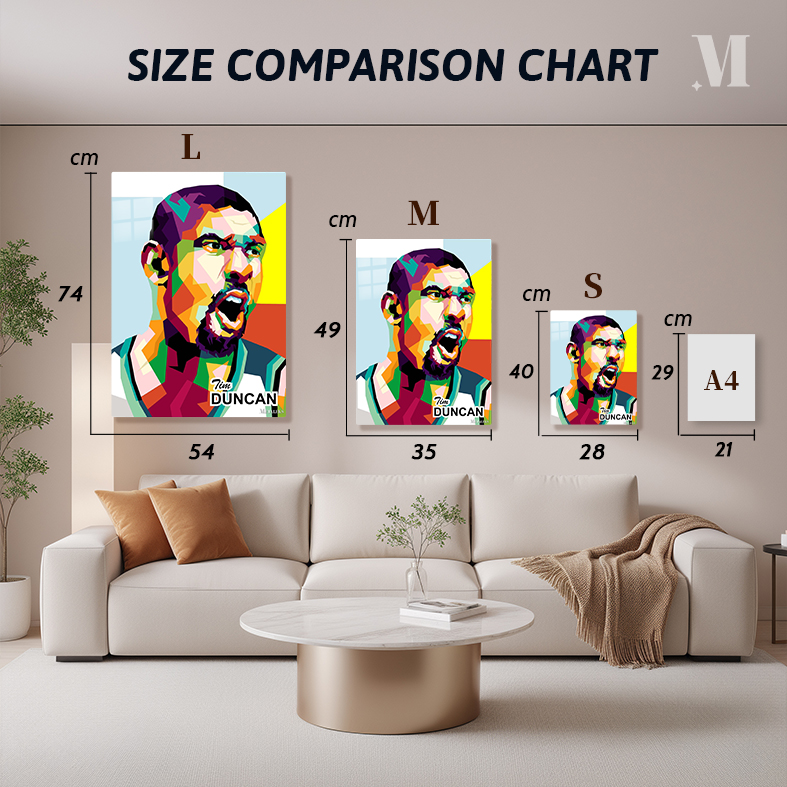 SIZE COMPARISON CHART
M
L
cm
74
54
Tim
DUNCAN
M
cm
49
35
Tim
DUNCAN
S
cm
40
28
Tim
DUNCAN
cm
29
A4
21